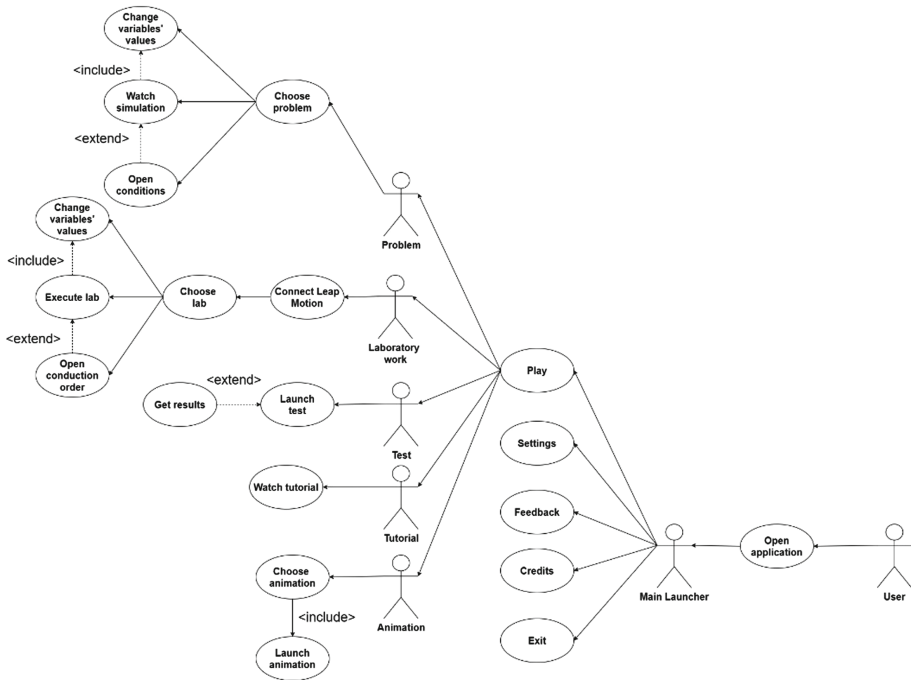 Change
variables'
values
<include>
Watch
simulation
<extend>
Open
conditions
Choose
problem
Problem
Change
variables'
values
<include>
Execute lab
<extend>
Open
conduction
order
Choose
lab
Connect Leap
Motion
Laboratory
work
Get results
<extend>
Launch
test
Test
Watch tutorial
Tutorial
Choose
animation
<include>
Launch
animation
Animation
Play
Settings
Feedback
Credits
Exit
Main Launcher
Open
application
User